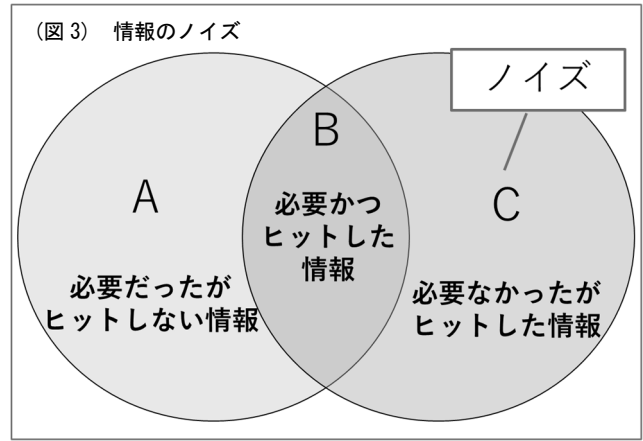 （図3） 情報のノイズ
ノイズ
A
必要だったが
ヒットしない情報
B
必要かつ
ヒットした
情報
C
必要なかったが
ヒットした情報